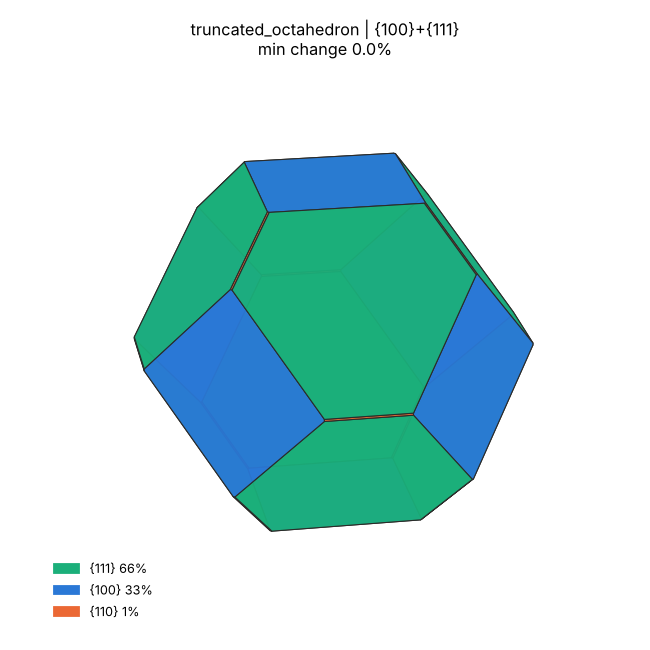 truncated_octahedron | {100}+{111}
min change 0.0%
{111} 66%
{100} 33%
{110} 1%